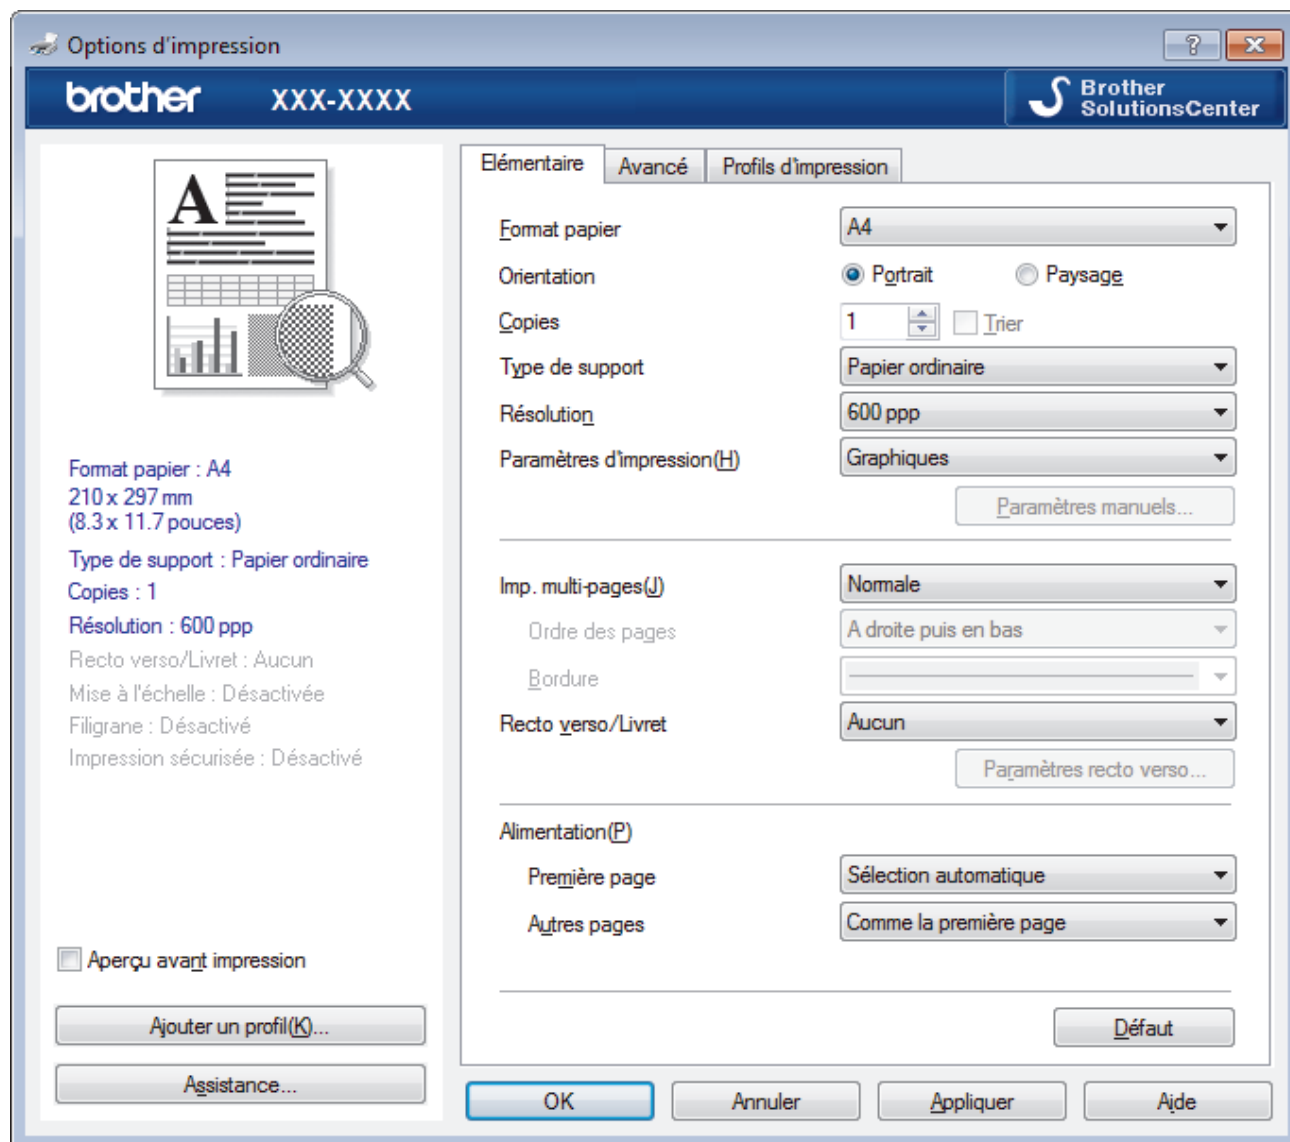 Options d'impression
brother XXX-XXXX
Brother
SolutionsCenter
A
Format papier : A4
210 x 297 mm
(8.3 x 11.7 pouces)
Type de support : Papier ordinaire
Copies : 1
Résolution : 600 ppp
Recto verso/Livret : Aucun
Mise à l'échelle : Désactivée
Filigrane : Désactivé
Impression sécurisée : Désactivé
Aperçu avant impression
Ajouter un profil(K)...
Assistance...
Elémentaire Avancé Profils d'impression
Format papier A4
Orientation Portrait Paysage
Copies 1 Trier
Type de support Papier ordinaire
Résolution 600 ppp
Paramètres d'impression(H) Graphiques
Paramètres manuels...
Imp. multi-pages(J) Normale
Ordre des pages A droite puis en bas
Bordure
Recto verso/Livret Aucun
Paramètres recto verso...
Alimentation(P)
Première page Sélection automatique
Autres pages Comme la première page
Défaut
OK Annuler Appliquer Aide